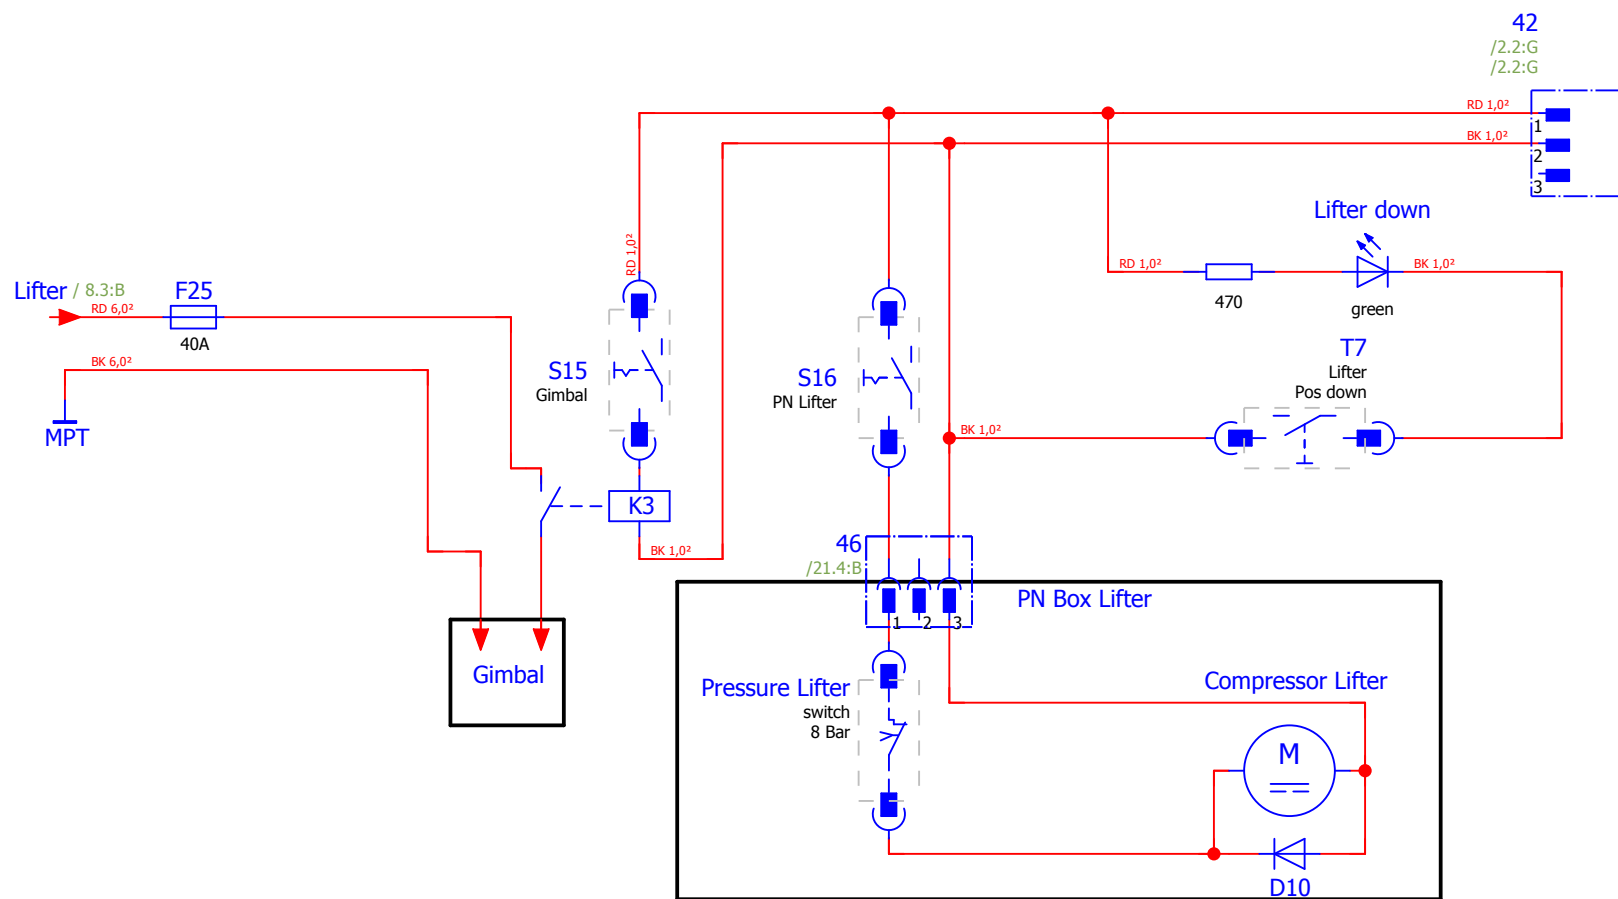 42
/2.2:G
/2.2:G
RD 1,0²
1
BK 1,0²
2
3
Lifter down
RD 1,0²
RD 1,0²
BK 1,0²
470
green
Lifter / 8.3:B
F25
RD 6,0²
40A
BK 6,0²
MPT
S15
Gimbal
S16
PN Lifter
T7
Lifter
Pos down
BK 1,0²
K3
BK 1,0²
46
/21.4:B
PN Box Lifter
1
2
3
Gimbal
Pressure Lifter
switch
8 Bar
Compressor Lifter
M
D10